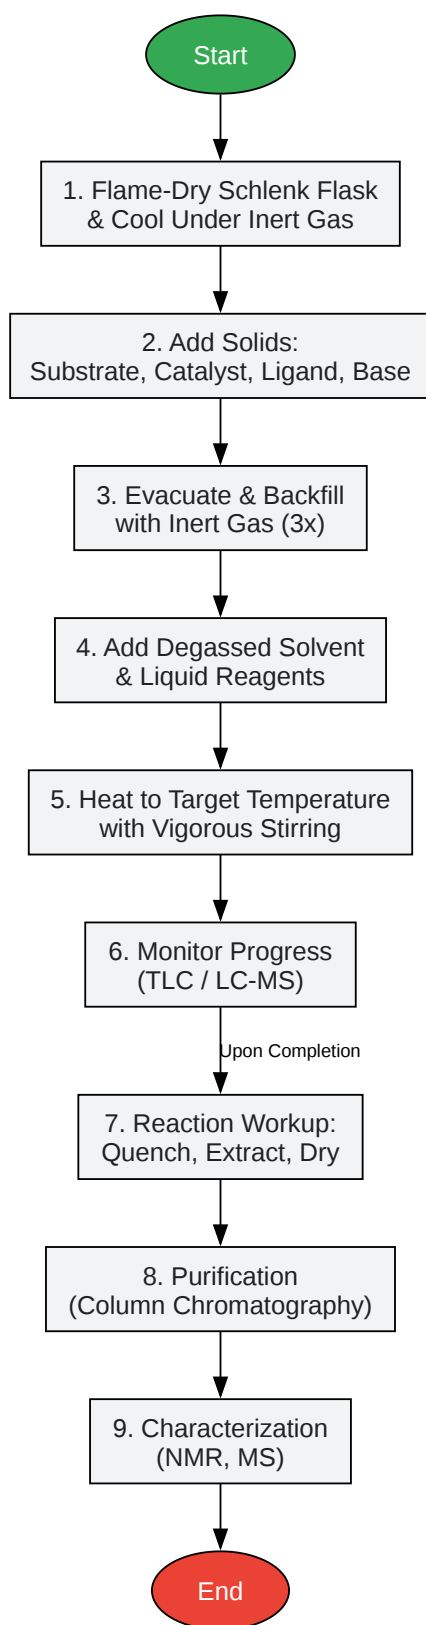 Start
1. Flame-Dry Schlenk Flask
& Cool Under Inert Gas
2. Add Solids:
Substrate, Catalyst, Ligand, Base
3. Evacuate & Backfill
with Inert Gas (3x)
4. Add Degassed Solvent
& Liquid Reagents
5. Heat to Target Temperature
with Vigorous Stirring
6. Monitor Progress
(TLC / LC-MS)
Upon Completion
7. Reaction Workup:
Quench, Extract, Dry
8. Purification
(Column Chromatography)
9. Characterization
(NMR, MS)
End